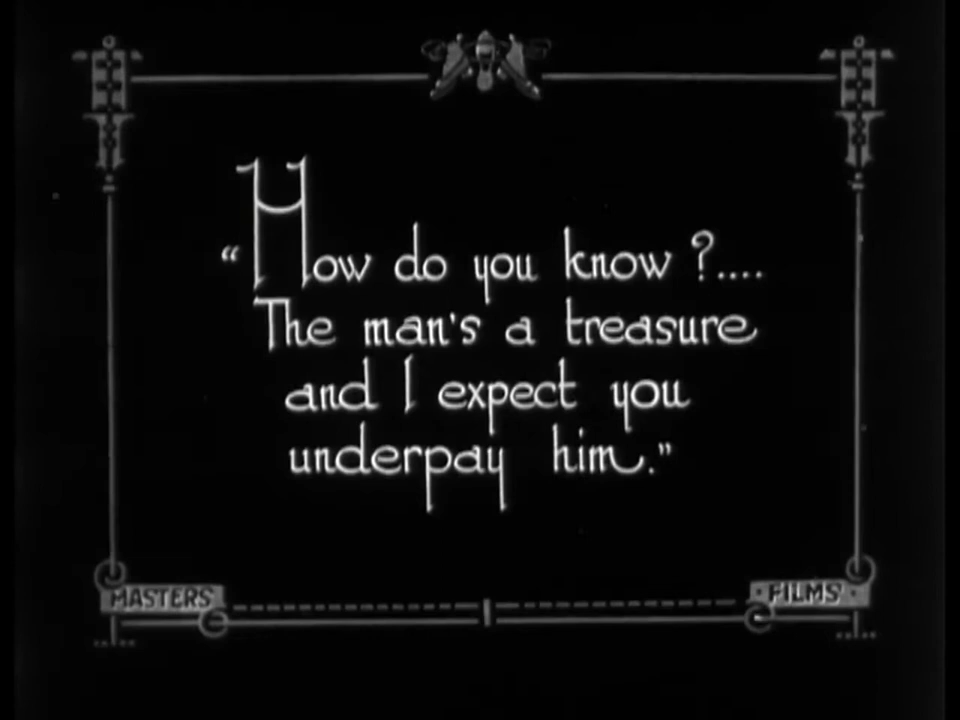 “How do you know ?....
The man's a treasure
and I expect you
underpay him.”
MASTERS
· FILMS ·